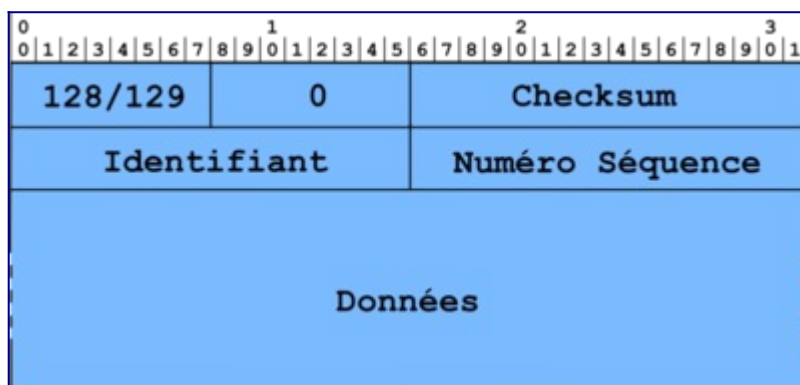 0 1 2 3
0 1 2 3 4 5 6 7 8 9 0 1 2 3 4 5 6 7 8 9 0 1 2 3 4 5 6 7 8 9 0 1
128/129 0 Checksum
Identifiant Numéro Séquence
Données